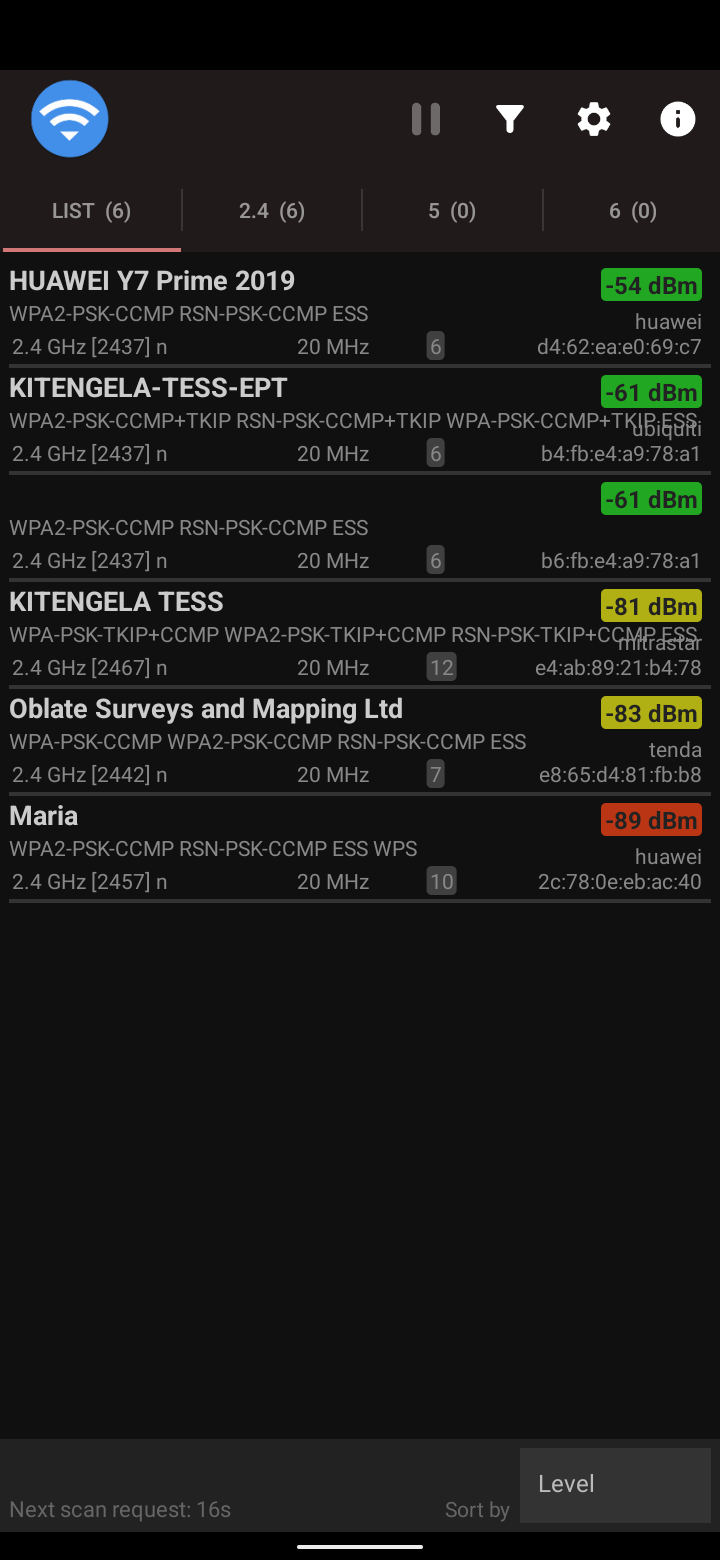 LIST (6) 2.4 (6) 5 (0) 6 (0)
HUAWEI Y7 Prime 2019 -54 dBm
WPA2-PSK-CCMP RSN-PSK-CCMP ESS
huawei
2.4 GHz [2437] n 20 MHz 6 d4:62:ea:e0:69:c7
KITENGELA-TESS-EPT -61 dBm
WPA2-PSK-CCMP+TKIP RSN-PSK-CCMP+TKIP WPA-PSK-CCMP+TKIP ESS
ubiquiti
2.4 GHz [2437] n 20 MHz 6 b4:fb:e4:a9:78:a1
-61 dBm
WPA2-PSK-CCMP RSN-PSK-CCMP ESS
2.4 GHz [2437] n 20 MHz 6 b6:fb:e4:a9:78:a1
KITENGELA TESS -81 dBm
WPA-PSK-TKIP+CCMP WPA2-PSK-TKIP+CCMP RSN-PSK-TKIP+CCMP ESS
mitrastar
2.4 GHz [2467] n 20 MHz 12 e4:ab:89:21:b4:78
Oblate Surveys and Mapping Ltd -83 dBm
WPA-PSK-CCMP WPA2-PSK-CCMP RSN-PSK-CCMP ESS
tenda
2.4 GHz [2442] n 20 MHz 7 e8:65:d4:81:fb:b8
Maria -89 dBm
WPA2-PSK-CCMP RSN-PSK-CCMP ESS WPS
huawei
2.4 GHz [2457] n 20 MHz 10 2c:78:0e:eb:ac:40
Level
Next scan request: 16s Sort by